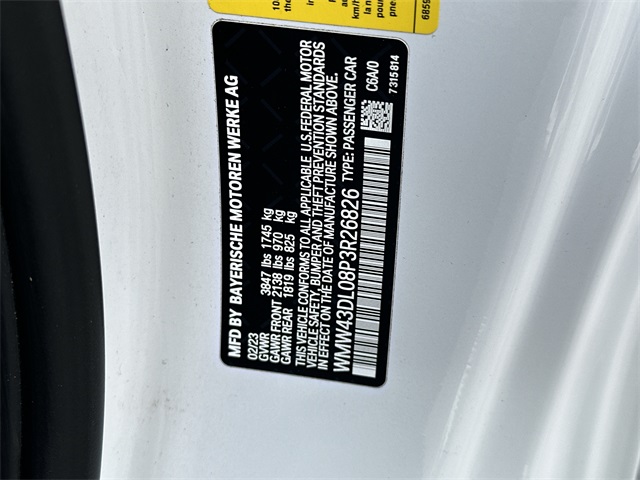 MFD BY BAYERISCHE MOTOREN WERKE AG
02/23
GVWR 3847 lbs 1745 kg
GAWR FRONT 2138 lbs 970 kg
GAWR REAR 1819 lbs 825 kg
THIS VEHICLE CONFORMS TO ALL APPLICABLE U.S.FEDERAL MOTOR
VEHICLE SAFETY, BUMPER AND THEFT PREVENTION STANDARDS
IN EFFECT ON THE DATE OF MANUFACTURE SHOWN ABOVE.
WMW43DL08P3R26826 TYPE: PASSENGER CAR
C6A/0
7315814